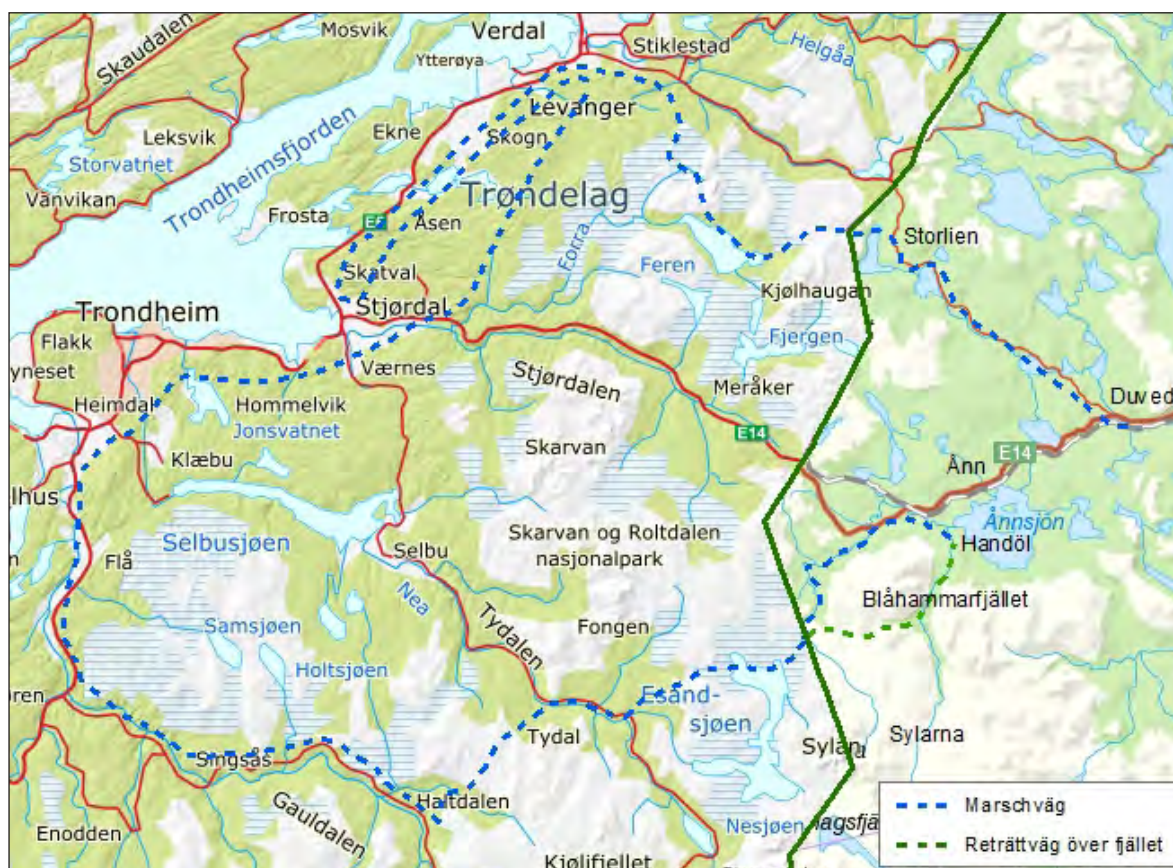 Mosvik
Verdal
Skaudalen
Stiklestad
Ytterøya
Helgåa
Levanger
Leksvik
Ekne
Skogn
Storvatnet
Trondheimsfjorden
Trøndelag
Vanvikan
Frosta
E6
Åsen
Forra
Storlien
Skatval
Feren
Trondheim
Stjørdal
Kjølhaugan
Flakk
Fjergen
yneset
Værnes
Stjørdalen
Meråker
Duved
Heimdal
Hommelvik
Jonsvatnet
E14
E14
Klæbu
Skarvan
Ånn
lhus
Ånnsjön
Selbusjøen
Skarvan og Roltdalen
nasjonalpark
Handöl
Flå
Selbu
Nea
Blåhammarfjället
Samsjøen
Tydalen
Fongen
Holtsjøen
ören
Esand-
sjøen
Tydal
Sylan
Sylarna
Singsås
Haltdalen
Gauldalen
Nesjøen
Enodden
Kjølifjellet
Marschväg
Reträttväg över fjället